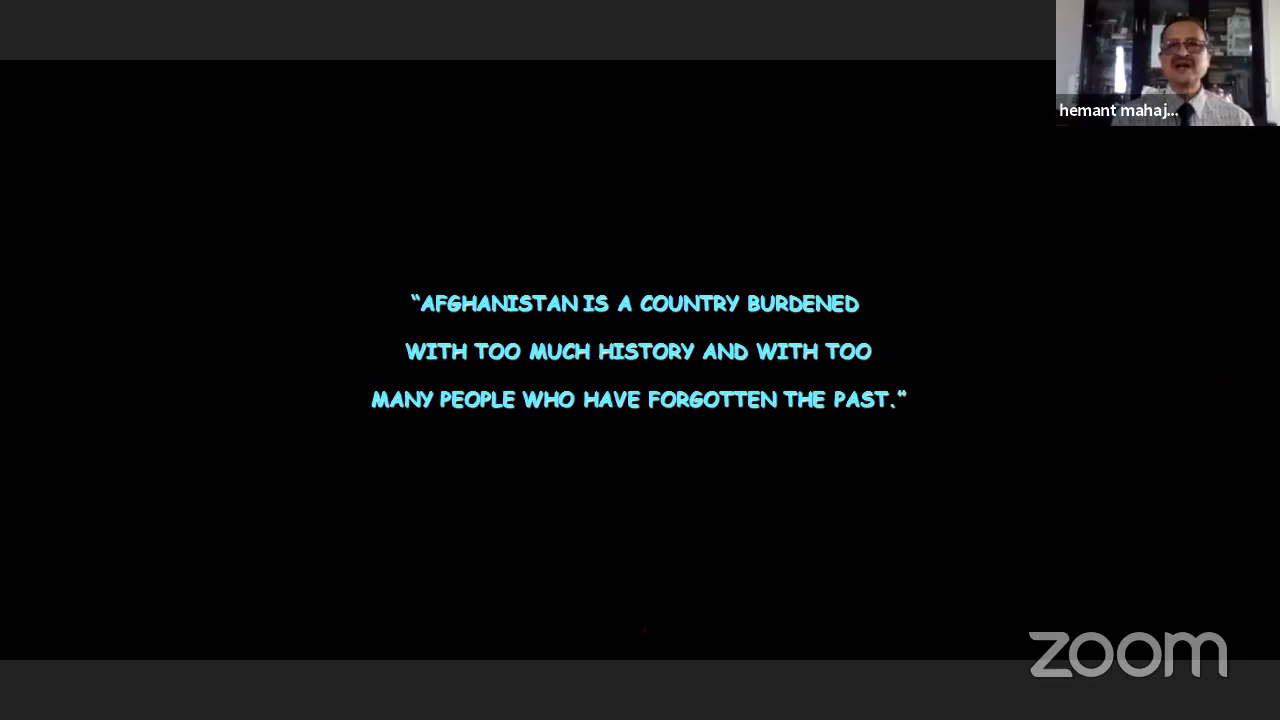 hemant mahaj...
“AFGHANISTAN IS A COUNTRY BURDENED
WITH TOO MUCH HISTORY AND WITH TOO
MANY PEOPLE WHO HAVE FORGOTTEN THE PAST.”
zoom